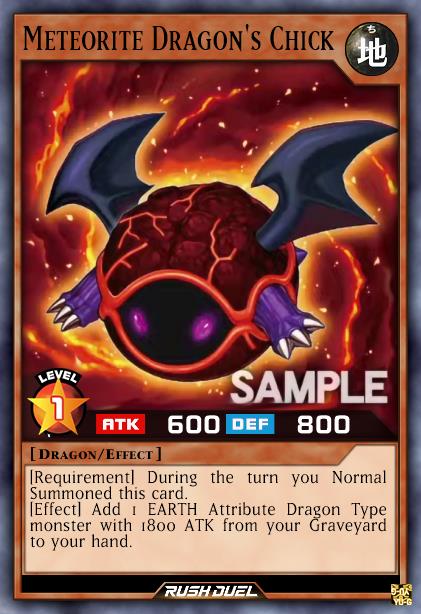 Meteorite Dragon's Chick
ち
地
SAMPLE
LEVEL
1
ATK 600 DEF 800
[Dragon/Effect]
[Requirement] During the turn you Normal
Summoned this card.
[Effect] Add 1 EARTH Attribute Dragon Type
monster with 1800 ATK from your Graveyard
to your hand.
RUSH DUEL